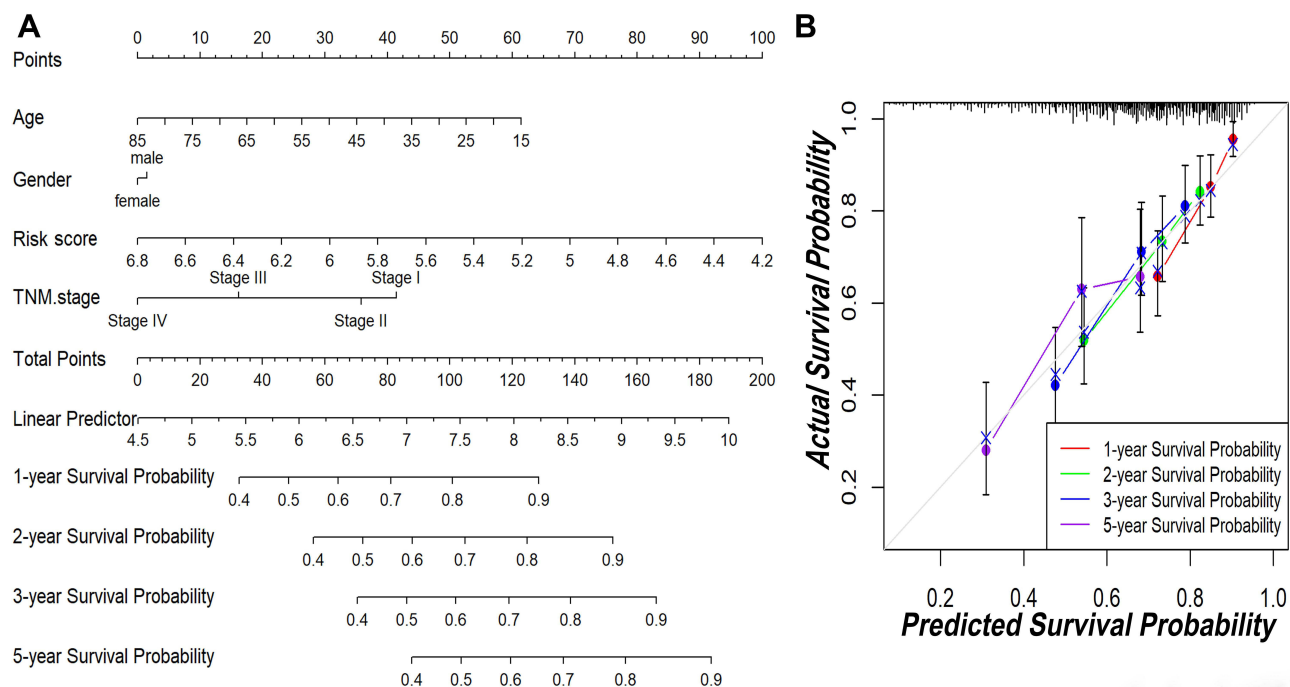 A
0 10 20 30 40 50 60 70 80 90 100
Points
Age
85 75 65 55 45 35 25 15
male
Gender
female
Risk score
6.8 6.6 6.4 6.2 6 5.8 5.6 5.4 5.2 5 4.8 4.6 4.4 4.2
Stage III Stage I
TNM.stage
Stage IV Stage II
Total Points
0 20 40 60 80 100 120 140 160 180 200
Linear Predictor
4.5 5 5.5 6 6.5 7 7.5 8 8.5 9 9.5 10
1-year Survival Probability
0.4 0.5 0.6 0.7 0.8 0.9
2-year Survival Probability
0.4 0.5 0.6 0.7 0.8 0.9
3-year Survival Probability
0.4 0.5 0.6 0.7 0.8 0.9
5-year Survival Probability
0.4 0.5 0.6 0.7 0.8 0.9
B
Actual Survival Probability
1.0
0.8
0.6
0.4
0.2
1-year Survival Probability
2-year Survival Probability
3-year Survival Probability
5-year Survival Probability
0.2 0.4 0.6 0.8 1.0
Predicted Survival Probability